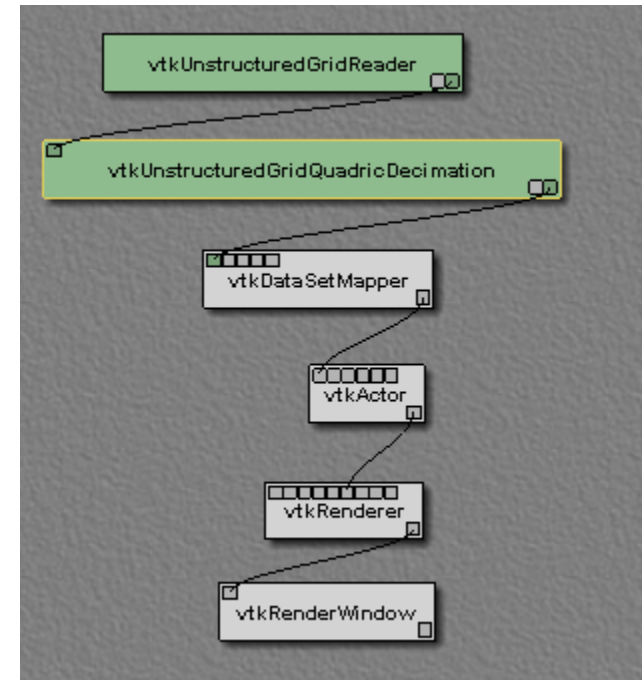 vtkUnstructuredGridReader
vtkUnstructuredGridQuadricDecimation
vtkDataSetMapper
vtkActor
vtkRenderer
vtkRenderWindow